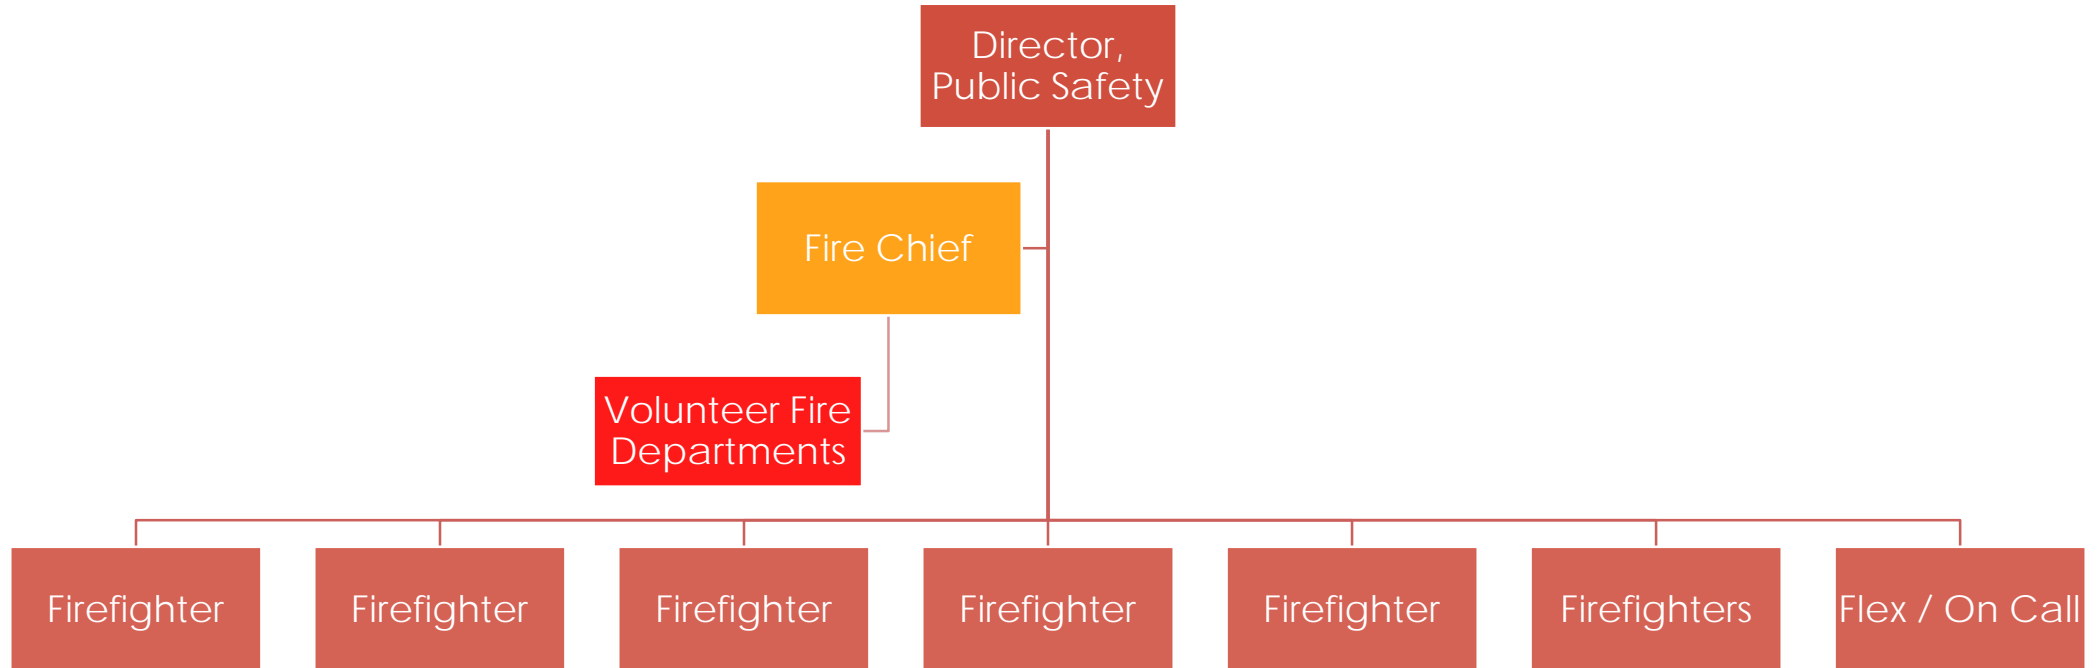 Director,
Public Safety
Fire Chief
Volunteer Fire
Departments
Firefighter
Firefighter
Firefighter
Firefighter
Firefighter
Firefighters
Flex / On Call